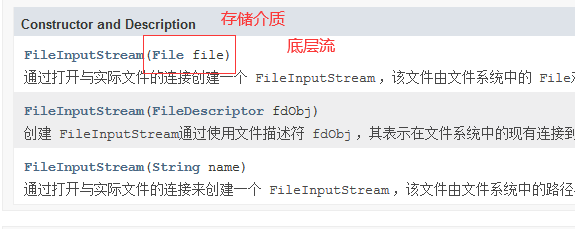 Constructor and Description
存储介质
FileInputStream(File file)
底层流
通过打开与实际文件的连接创建一个 FileInputStream ，该文件由文件系统中的 File
FileInputStream(FileDescriptor fdObj)
创建 FileInputStream通过使用文件描述符 fdObj ，其表示在文件系统中的现有连接到
FileInputStream(String name)
通过打开与实际文件的连接来创建一个 FileInputStream ，该文件由文件系统中的路径